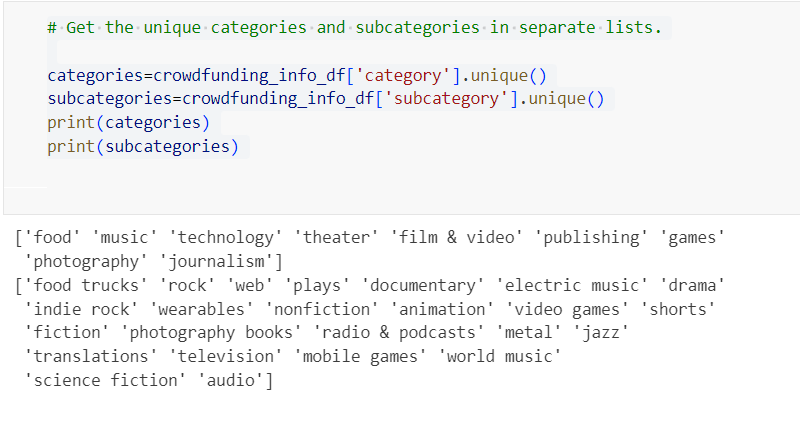 # Get the unique categories and subcategories in separate lists.
categories=crowdfunding_info_df['category'].unique()
subcategories=crowdfunding_info_df['subcategory'].unique()
print(categories)
print(subcategories)
['food' 'music' 'technology' 'theater' 'film & video' 'publishing' 'games'
'photography' 'journalism']
['food trucks' 'rock' 'web' 'plays' 'documentary' 'electric music' 'drama'
'indie rock' 'wearables' 'nonfiction' 'animation' 'video games' 'shorts'
'fiction' 'photography books' 'radio & podcasts' 'metal' 'jazz'
'translations' 'television' 'mobile games' 'world music'
'science fiction' 'audio']